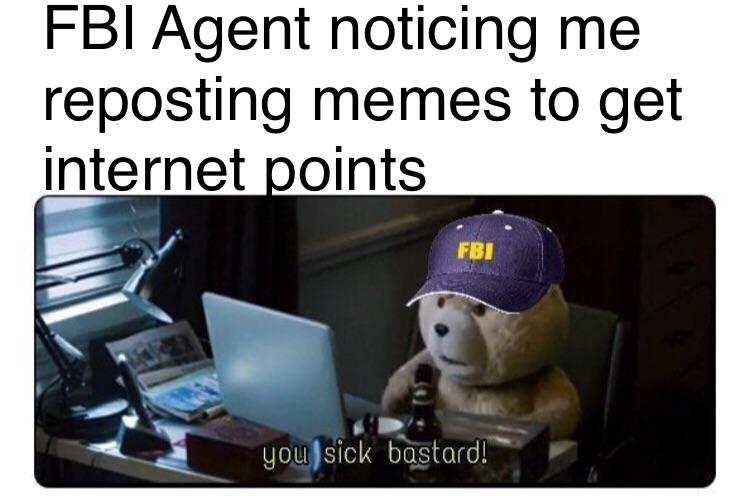 FBI Agent noticing me
reposting memes to get
internet points
FBI
you sick bastard!